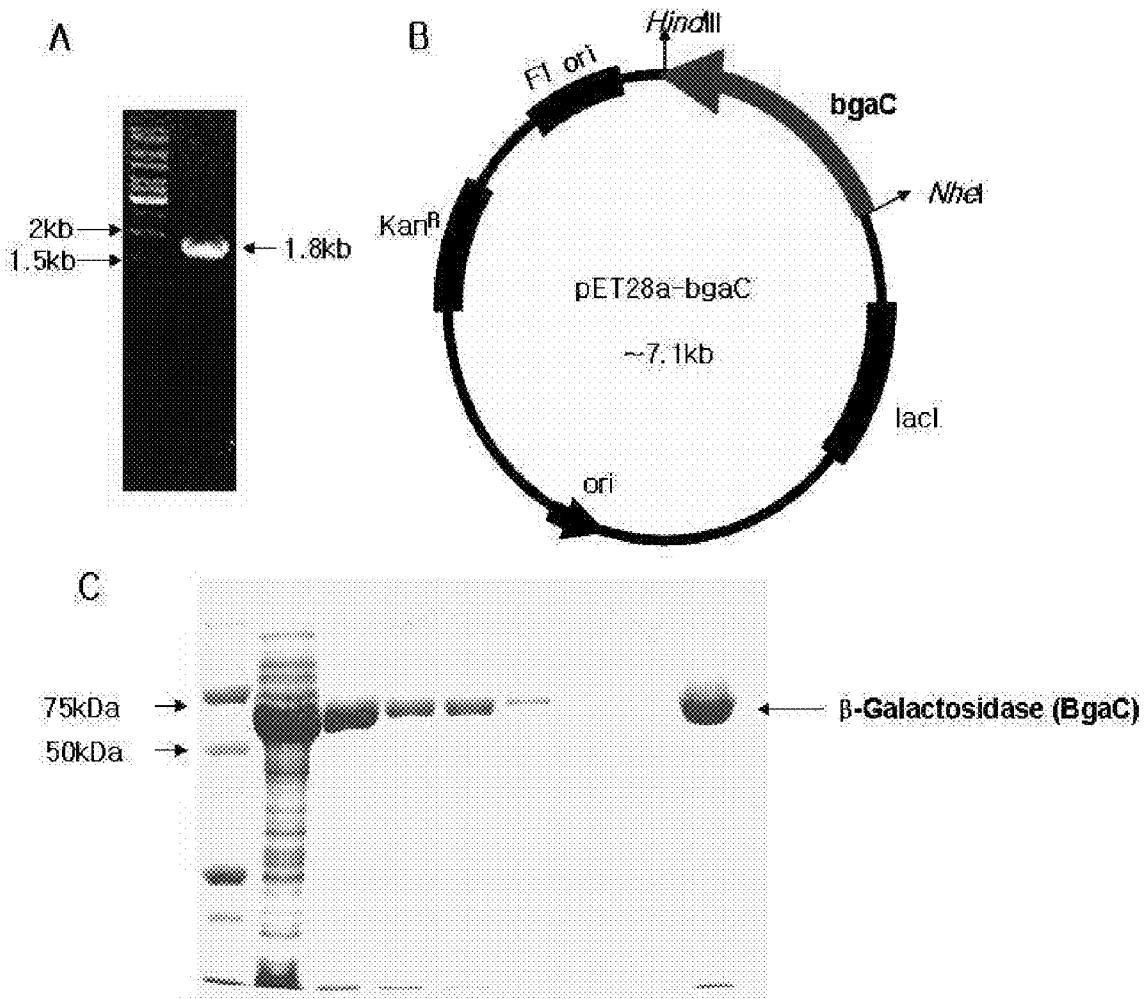 A
2kb
1.5kb
1.8kb
B
HindIII
F1 ori
bgaC
NheI
KanR
pET28a-bgaC
~7.1kb
lacI
ori
C
75kDa
50kDa
β-Galactosidase (BgaC)